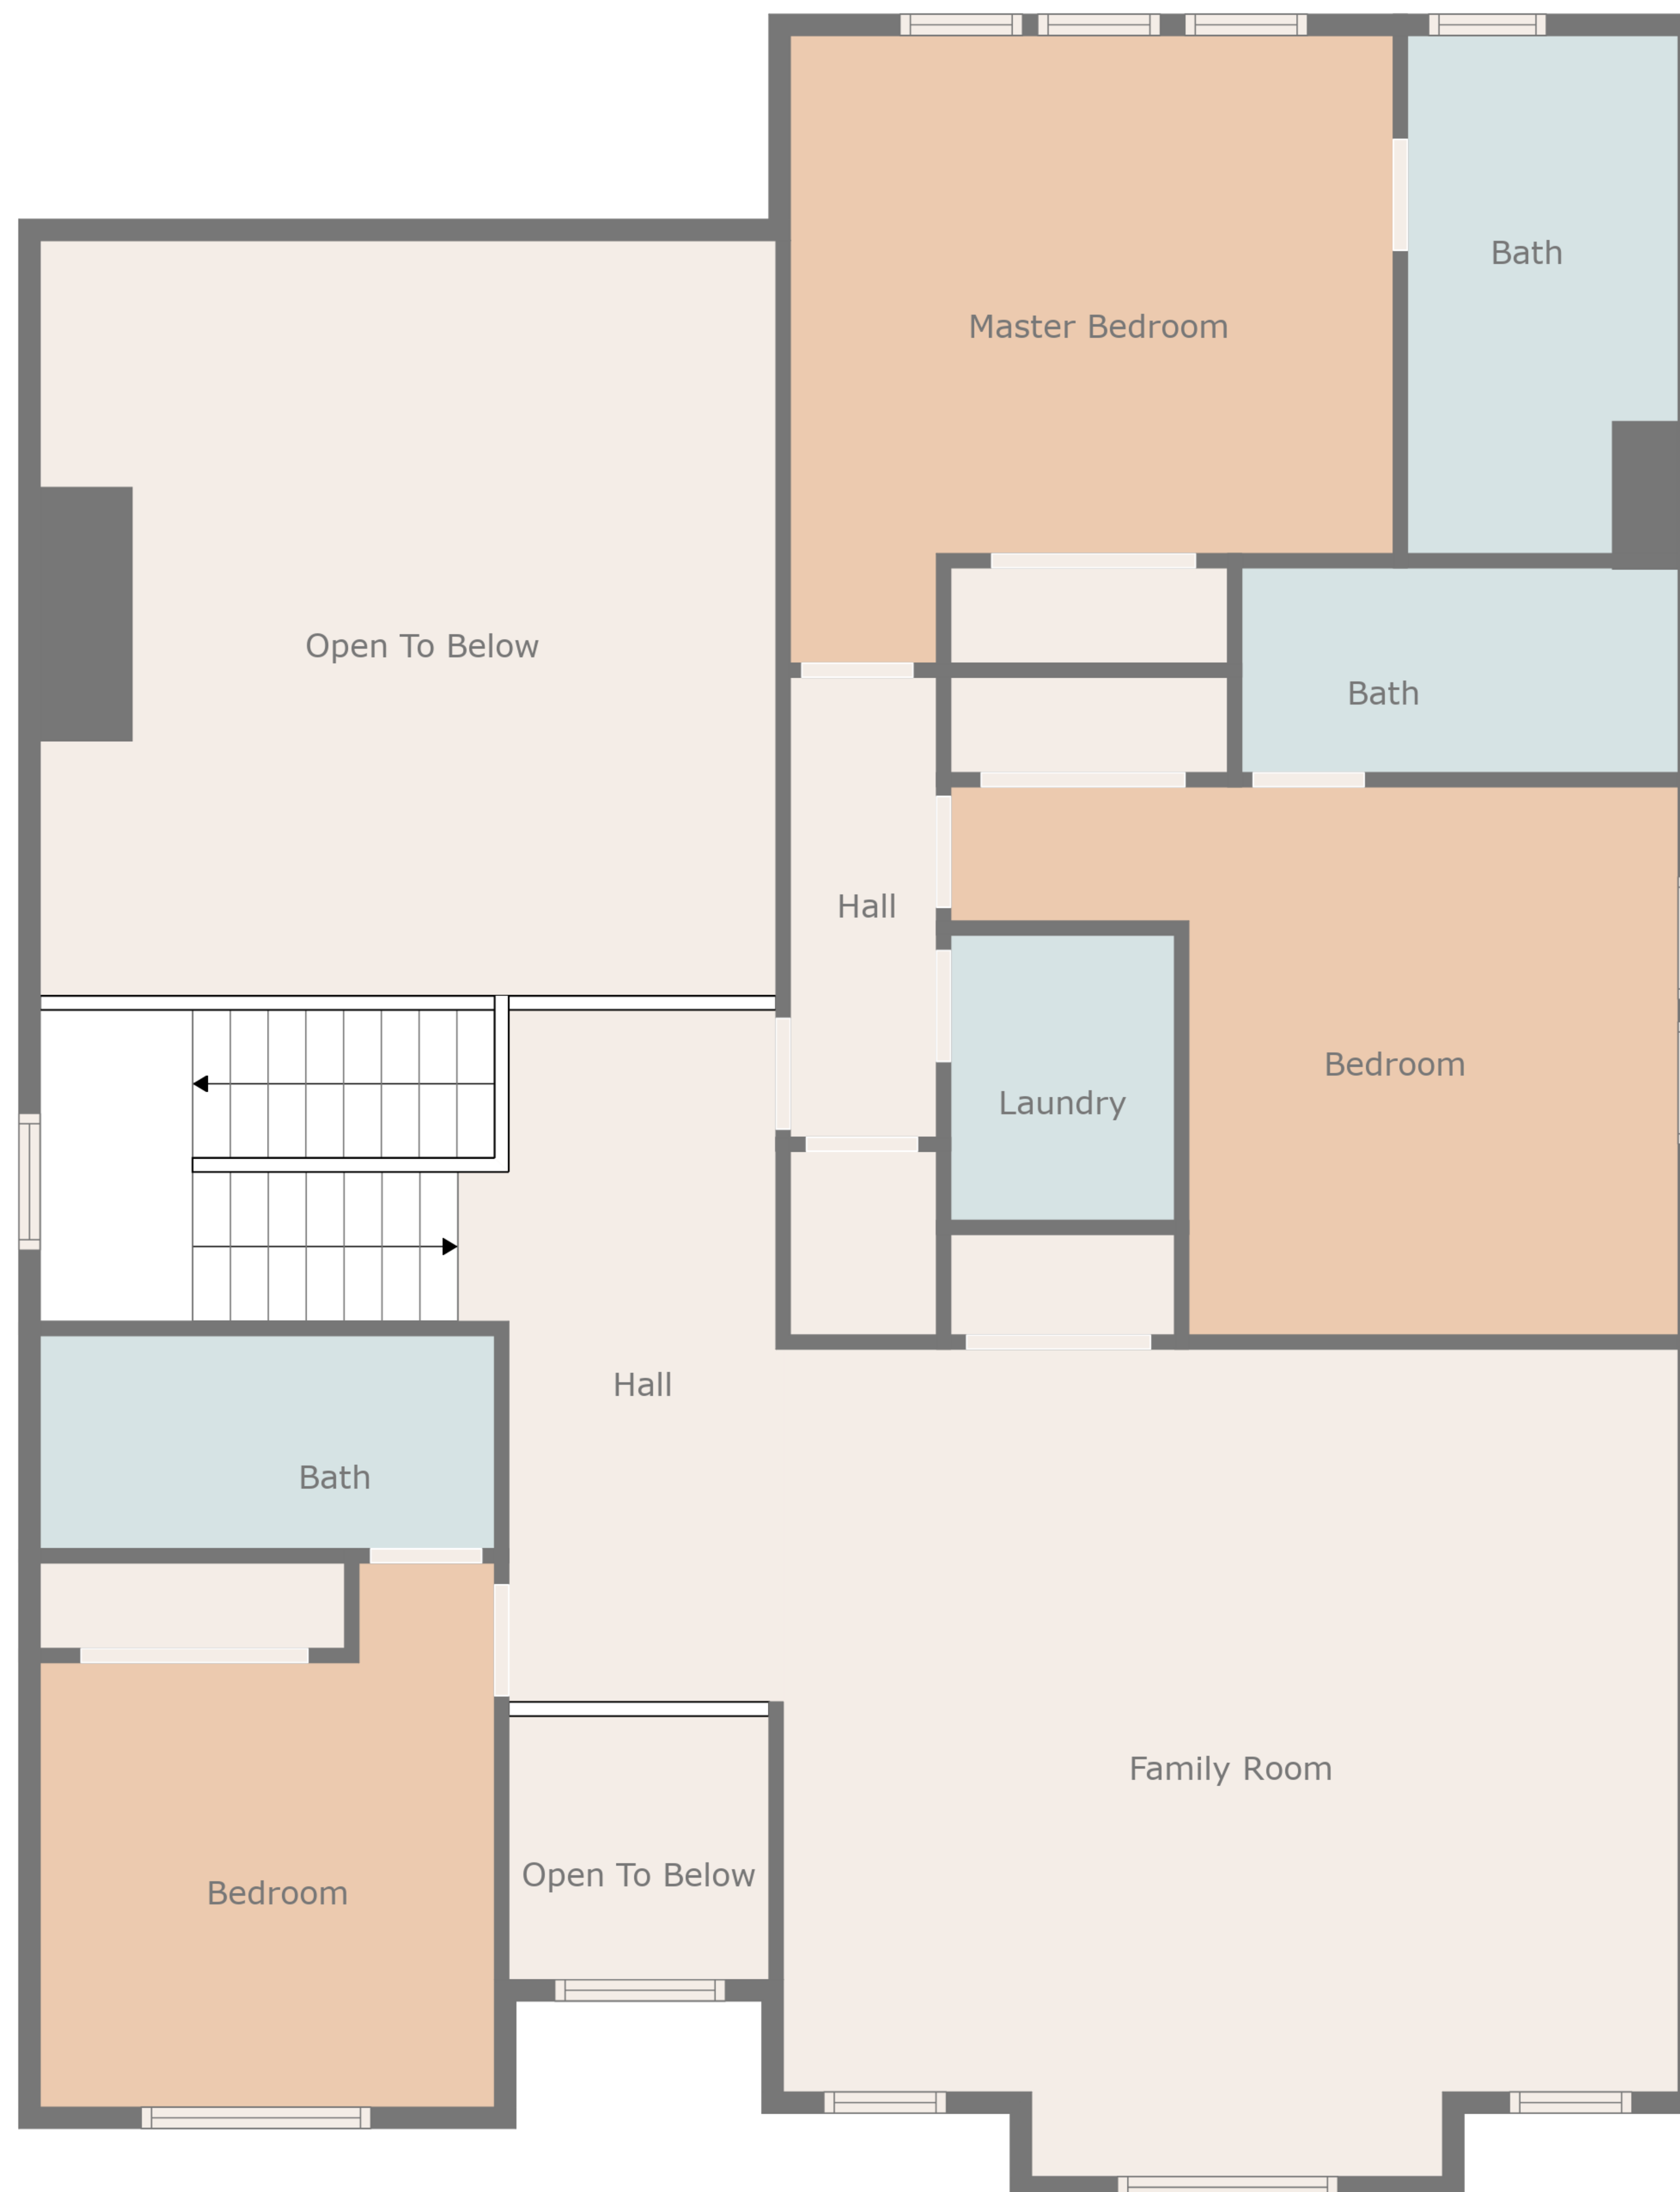 Bath
Master Bedroom
Open To Below
Bath
Hall
Bedroom
Laundry
Hall
Bath
Family Room
Open To Below
Bedroom